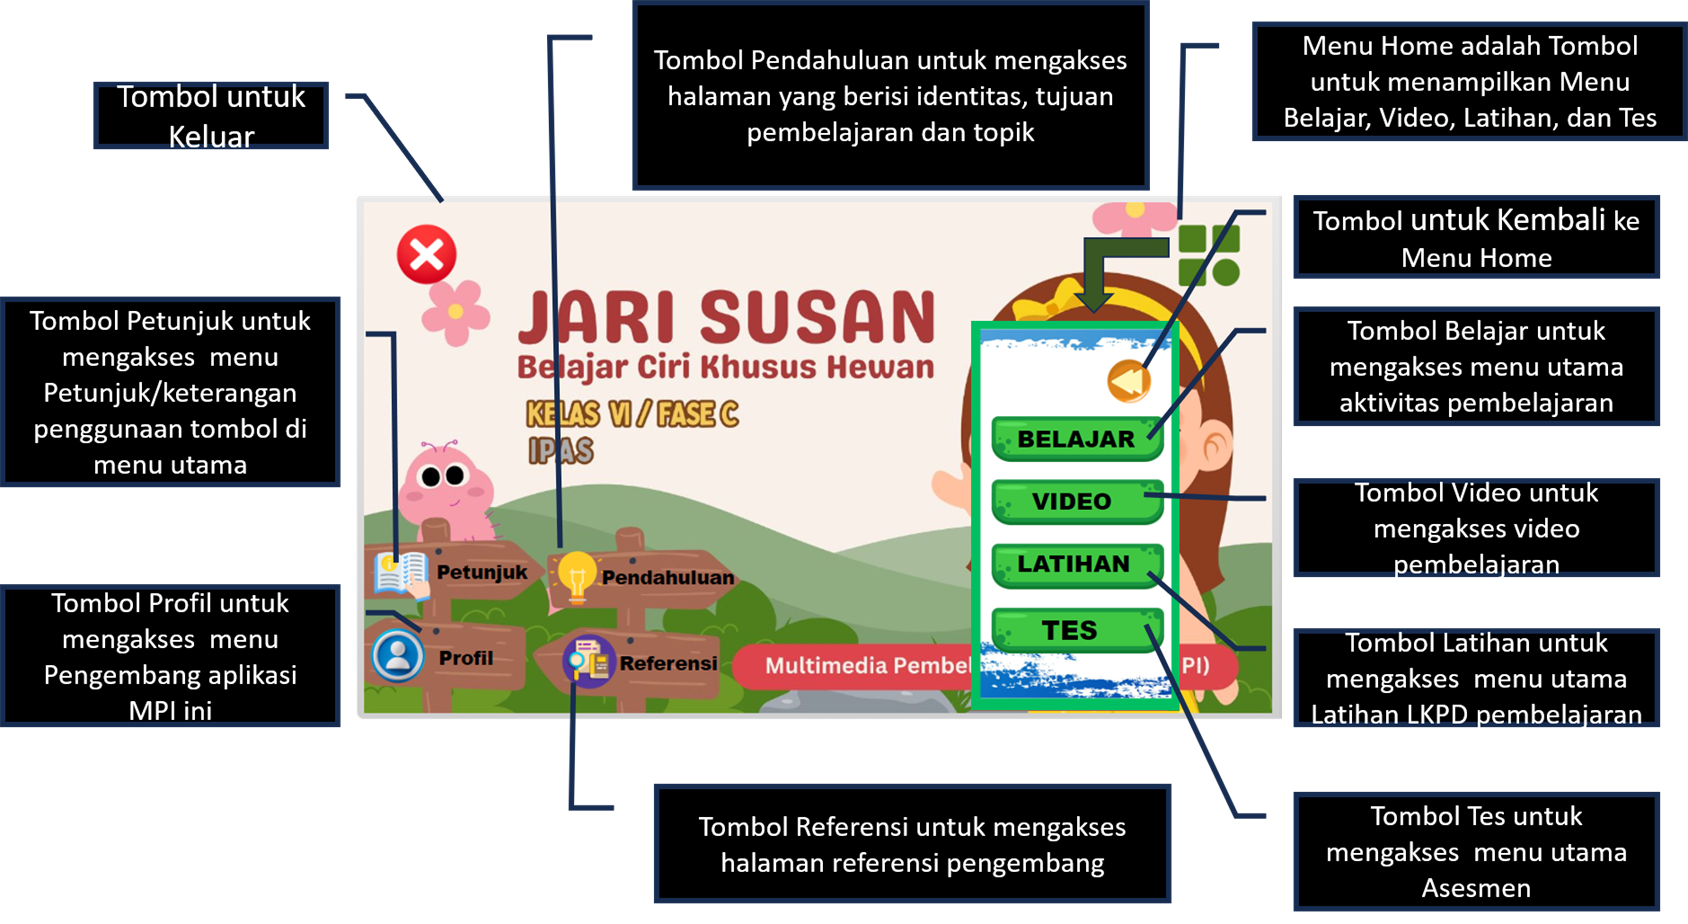 Tombol untuk
Keluar
Tombol Pendahuluan untuk mengakses
halaman yang berisi identitas, tujuan
pembelajaran dan topik
Menu Home adalah Tombol
untuk menampilkan Menu
Belajar, Video, Latihan, dan Tes
Tombol untuk Kembali ke
Menu Home
Tombol Petunjuk untuk
mengakses menu
Petunjuk/keterangan
penggunaan tombol di
menu utama
JARI SUSAN
Belajar Ciri Khusus Hewan
KELAS VI / FASE C
IPAS
BELAJAR
VIDEO
LATIHAN
TES
Tombol Belajar untuk
mengakses menu utama
aktivitas pembelajaran
Tombol Video untuk
mengakses video
pembelajaran
Petunjuk
Pendahuluan
Profil
Referensi
Multimedia Pembel PI)
Tombol Profil untuk
mengakses menu
Pengembang aplikasi
MPI ini
Tombol Latihan untuk
mengakses menu utama
Latihan LKPD pembelajaran
Tombol Referensi untuk mengakses
halaman referensi pengembang
Tombol Tes untuk
mengakses menu utama
Asesmen